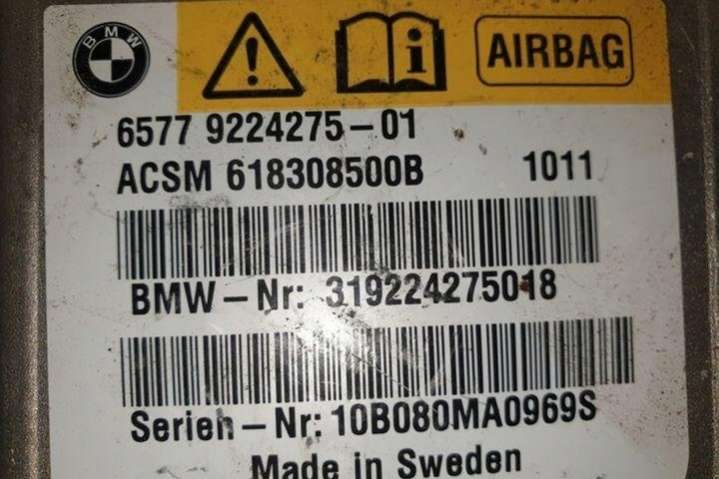 BMW
AIRBAG
6577 9224275-01
ACSM 618308500B 1011
BMW-Nr: 319224275018
Serien-Nr: 10B080MA0969S
Made in Sweden